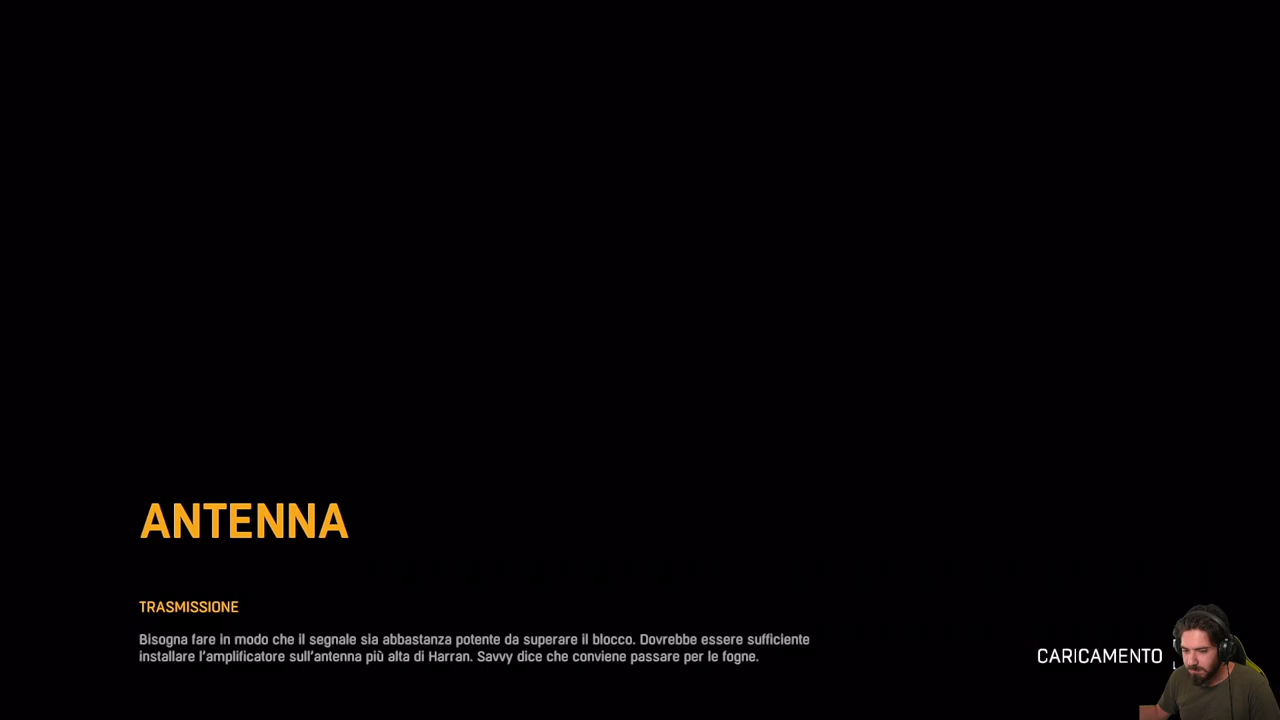 ANTENNA
TRASMISSIONE
Bisogna fare in modo che il segnale sia abbastanza potente da superare il blocco. Dovrebbe essere sufficiente
installare l'amplificatore sull'antenna più alta di Harran. Savvy dice che conviene passare per le fogne.
CARICAMENTO